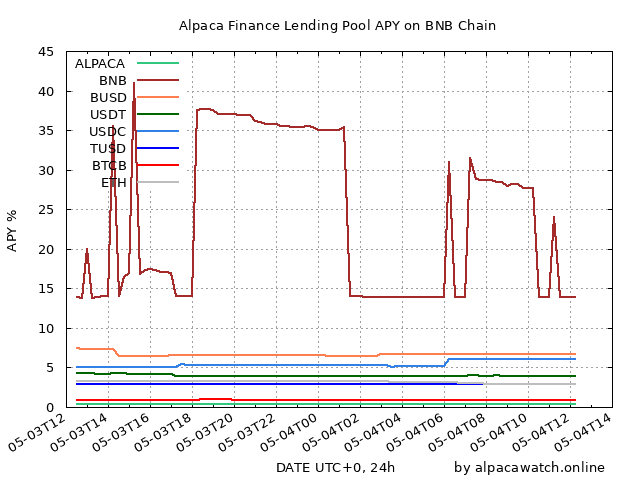 Alpaca Finance Lending Pool APY on BNB Chain
APY %
45
40
35
30
25
20
15
10
5
0
ALPACA
BNB
BUSD
USDT
USDC
TUSD
BTCB
ETH
05-03T12
05-03T14
05-03T16
05-03T18
05-03T20
05-03T22
05-04T00
05-04T02
05-04T04
05-04T06
05-04T08
05-04T10
05-04T12
05-04T14
DATE UTC+0, 24h
by alpacawatch.online